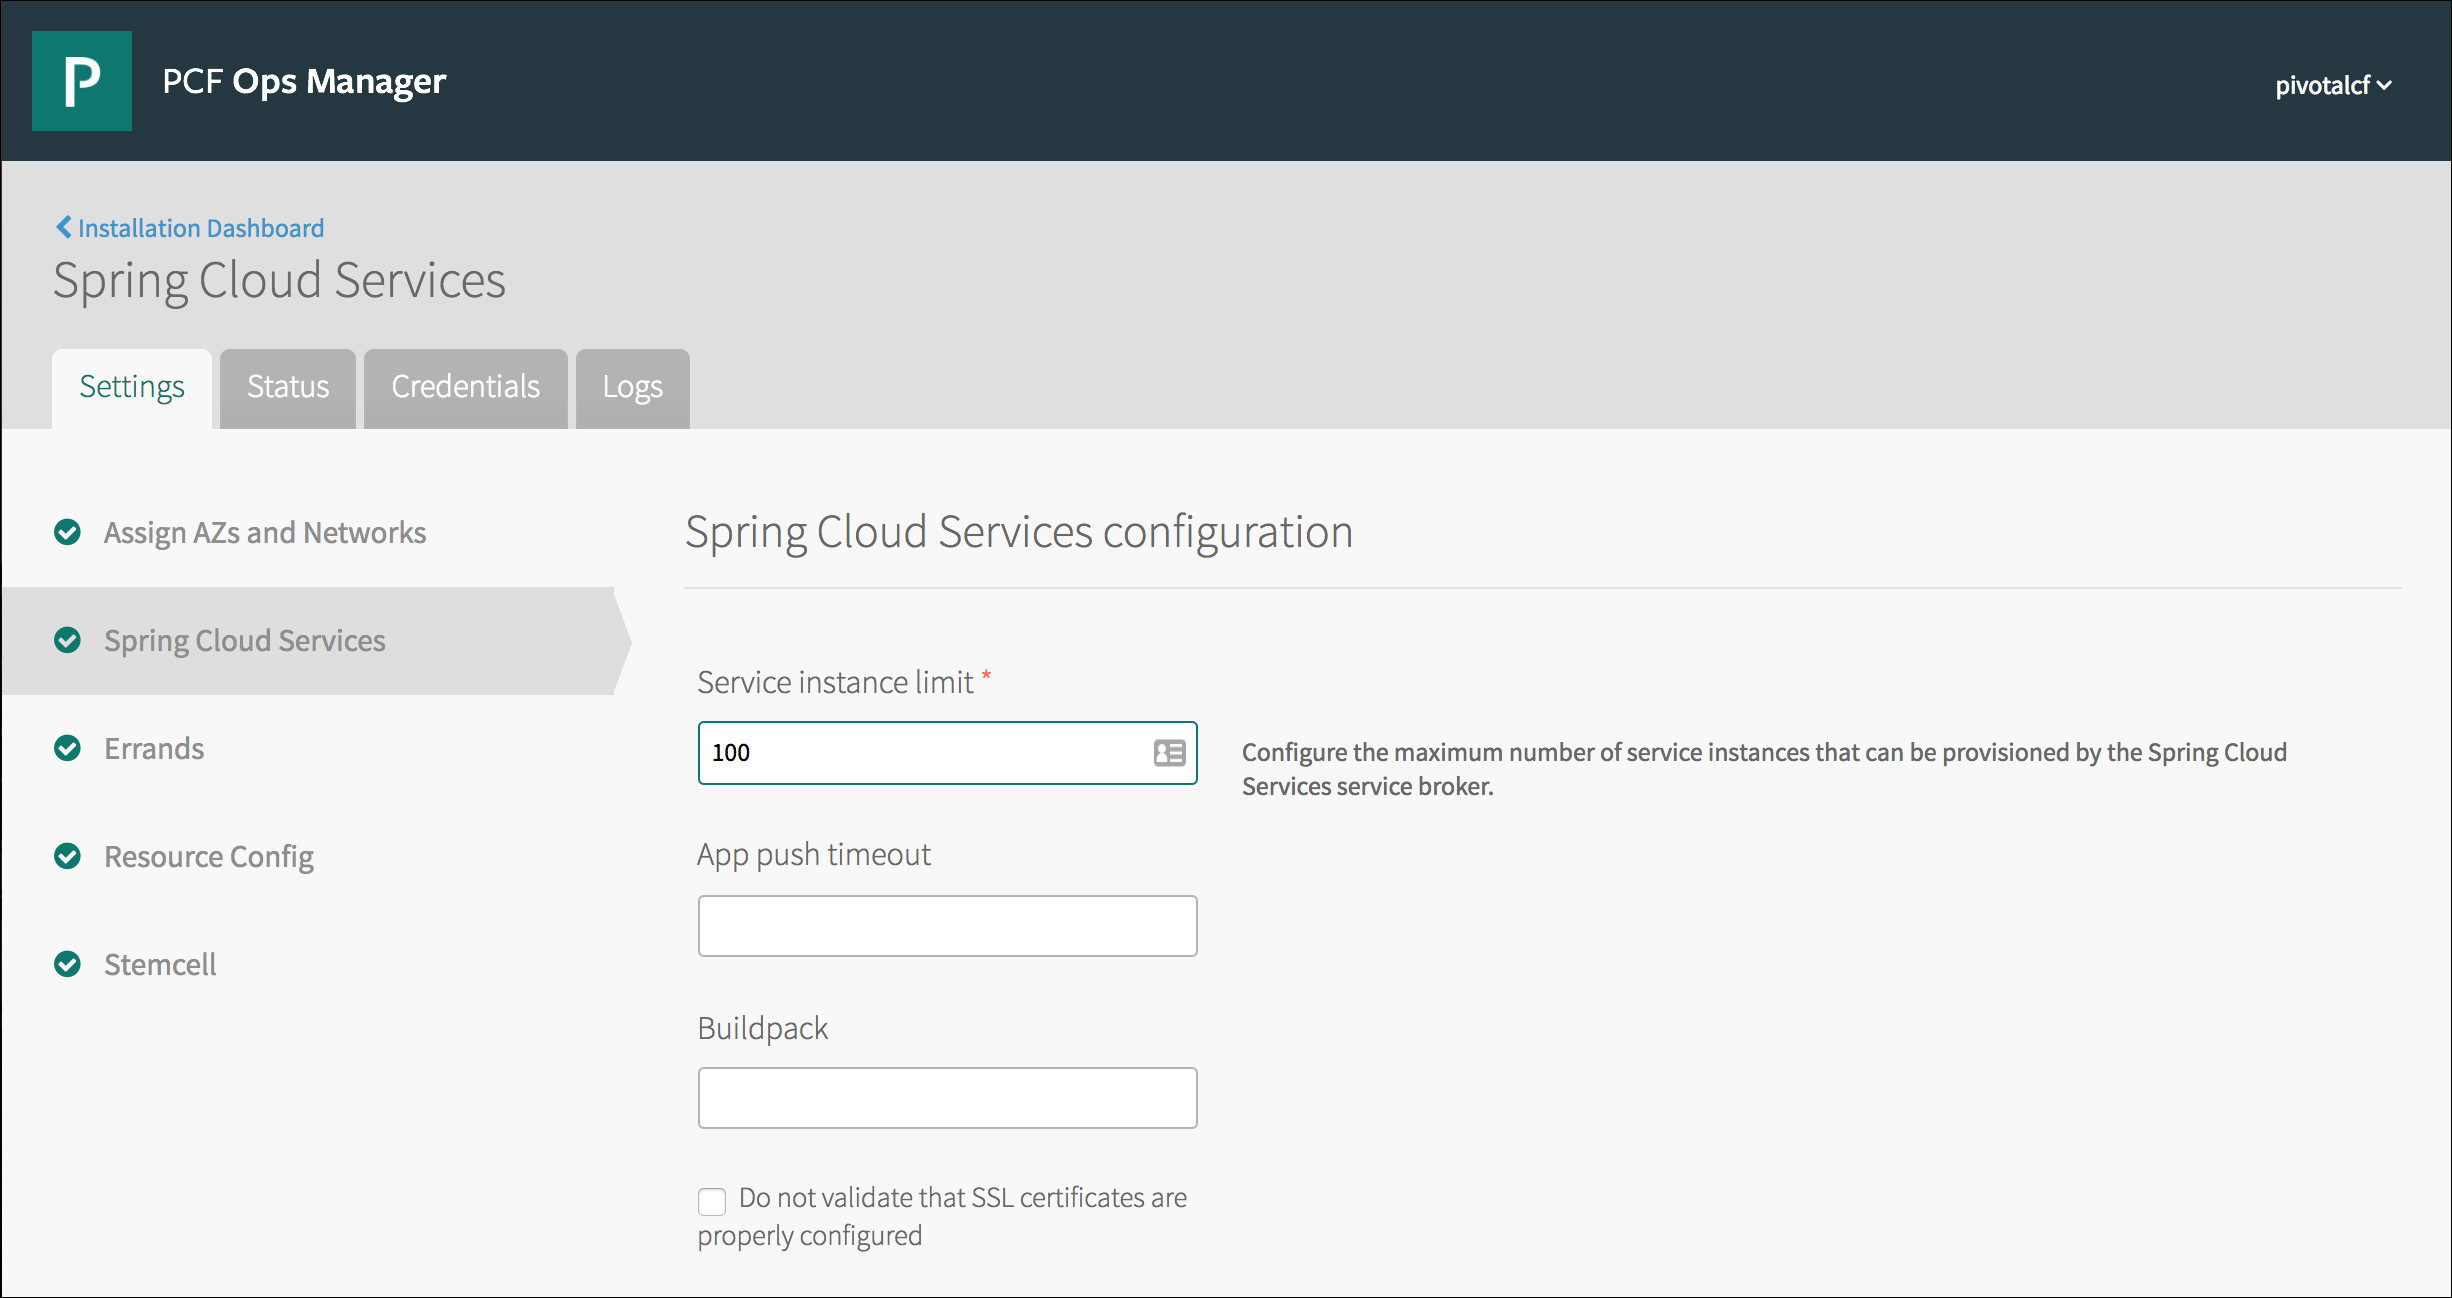 P
PCF Ops Manager
pivotalcf
Installation Dashboard
Spring Cloud Services
Settings
Status
Credentials
Logs
Assign AZs and Networks
Spring Cloud Services
Errands
Resource Config
Stemcell
Spring Cloud Services configuration
Service instance limit *
100
Configure the maximum number of service instances that can be provisioned by the Spring Cloud
Services service broker.
App push timeout
Buildpack
Do not validate that SSL certificates are
properly configured